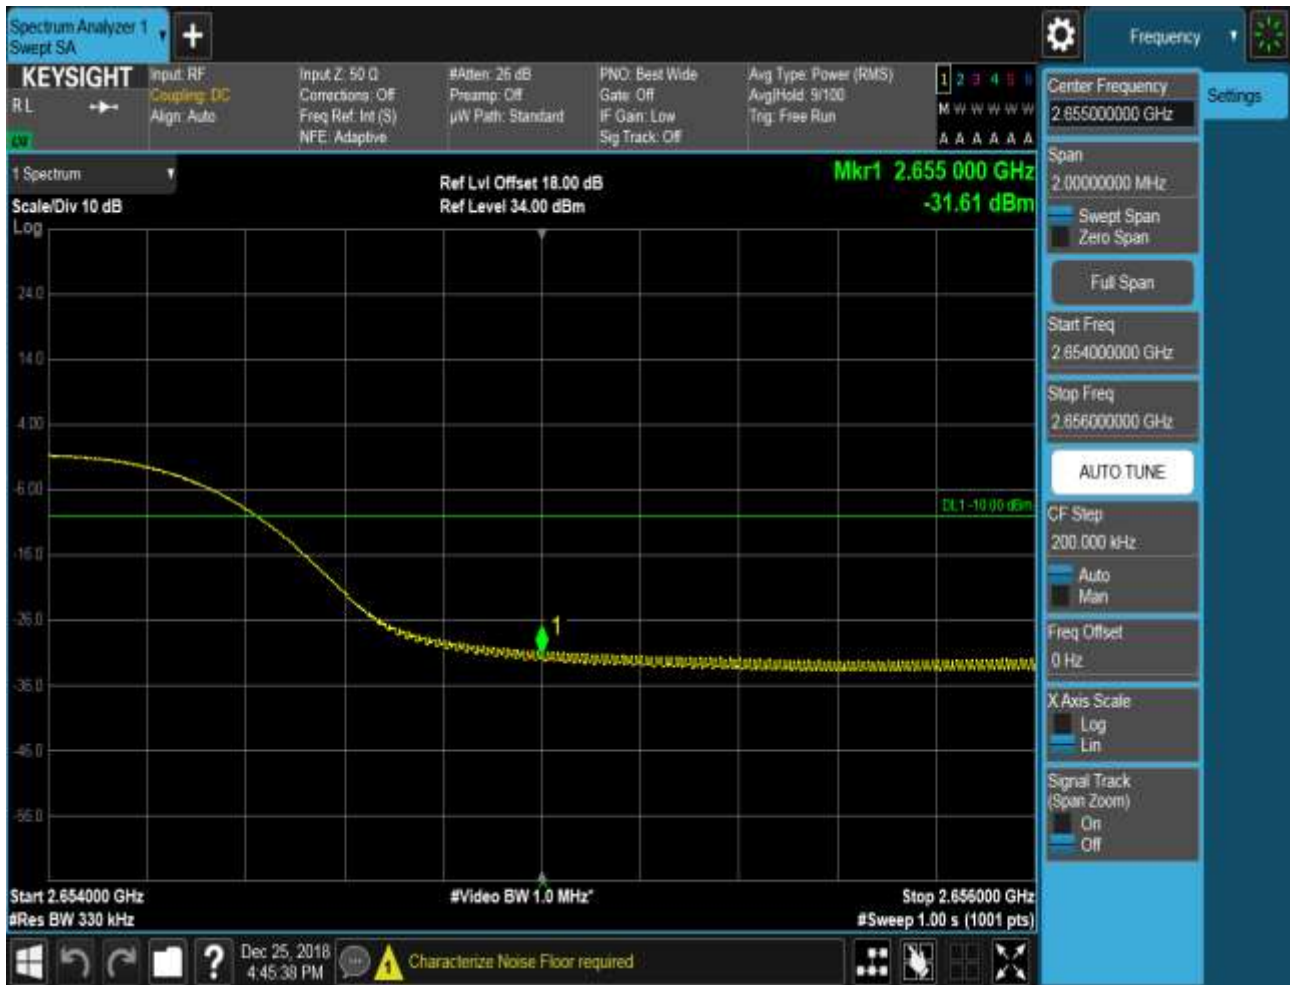 Spectrum Analyzer 1
Swept SA
Frequency
KEYSIGHT
RL
Input: RF
Coupling: DC
Align: Auto
Input Z: 50 Ω
Corrections: Off
Freq Ref: Int (S)
NFE: Adaptive
#Atten: 26 dB
Preamp: Off
µW Path: Standard
PNO: Best Wide
Gate: Off
IF Gain: Low
Sig Track: Off
Avg Type: Power (RMS)
Avg|Hold: 9/100
Trig: Free Run
1 2 3 4 5 6
M W W W W W
A A A A A A
Center Frequency
2.655000000 GHz
Settings
1 Spectrum
Scale/Div 10 dB
Log
Ref Lvl Offset 18.00 dB
Ref Level 34.00 dBm
Mkr1 2.655 000 GHz
-31.61 dBm
Span
2.00000000 MHz
Swept Span
Zero Span
Full Span
Start Freq
2.654000000 GHz
Stop Freq
2.656000000 GHz
AUTO TUNE
CF Step
200.000 kHz
Auto
Man
Freq Offset
0 Hz
X Axis Scale
Log
Lin
Signal Track
(Span Zoom)
On
Off
24.0
14.0
4.00
-6.00
-16.0
-26.0
-36.0
-46.0
-56.0
DL1 -10.00 dBm
1
Start 2.654000 GHz
#Video BW 1.0 MHz*
Stop 2.656000 GHz
#Res BW 330 kHz
#Sweep 1.00 s (1001 pts)
?
Dec 25, 2018
4:45:38 PM
1
Characterize Noise Floor required